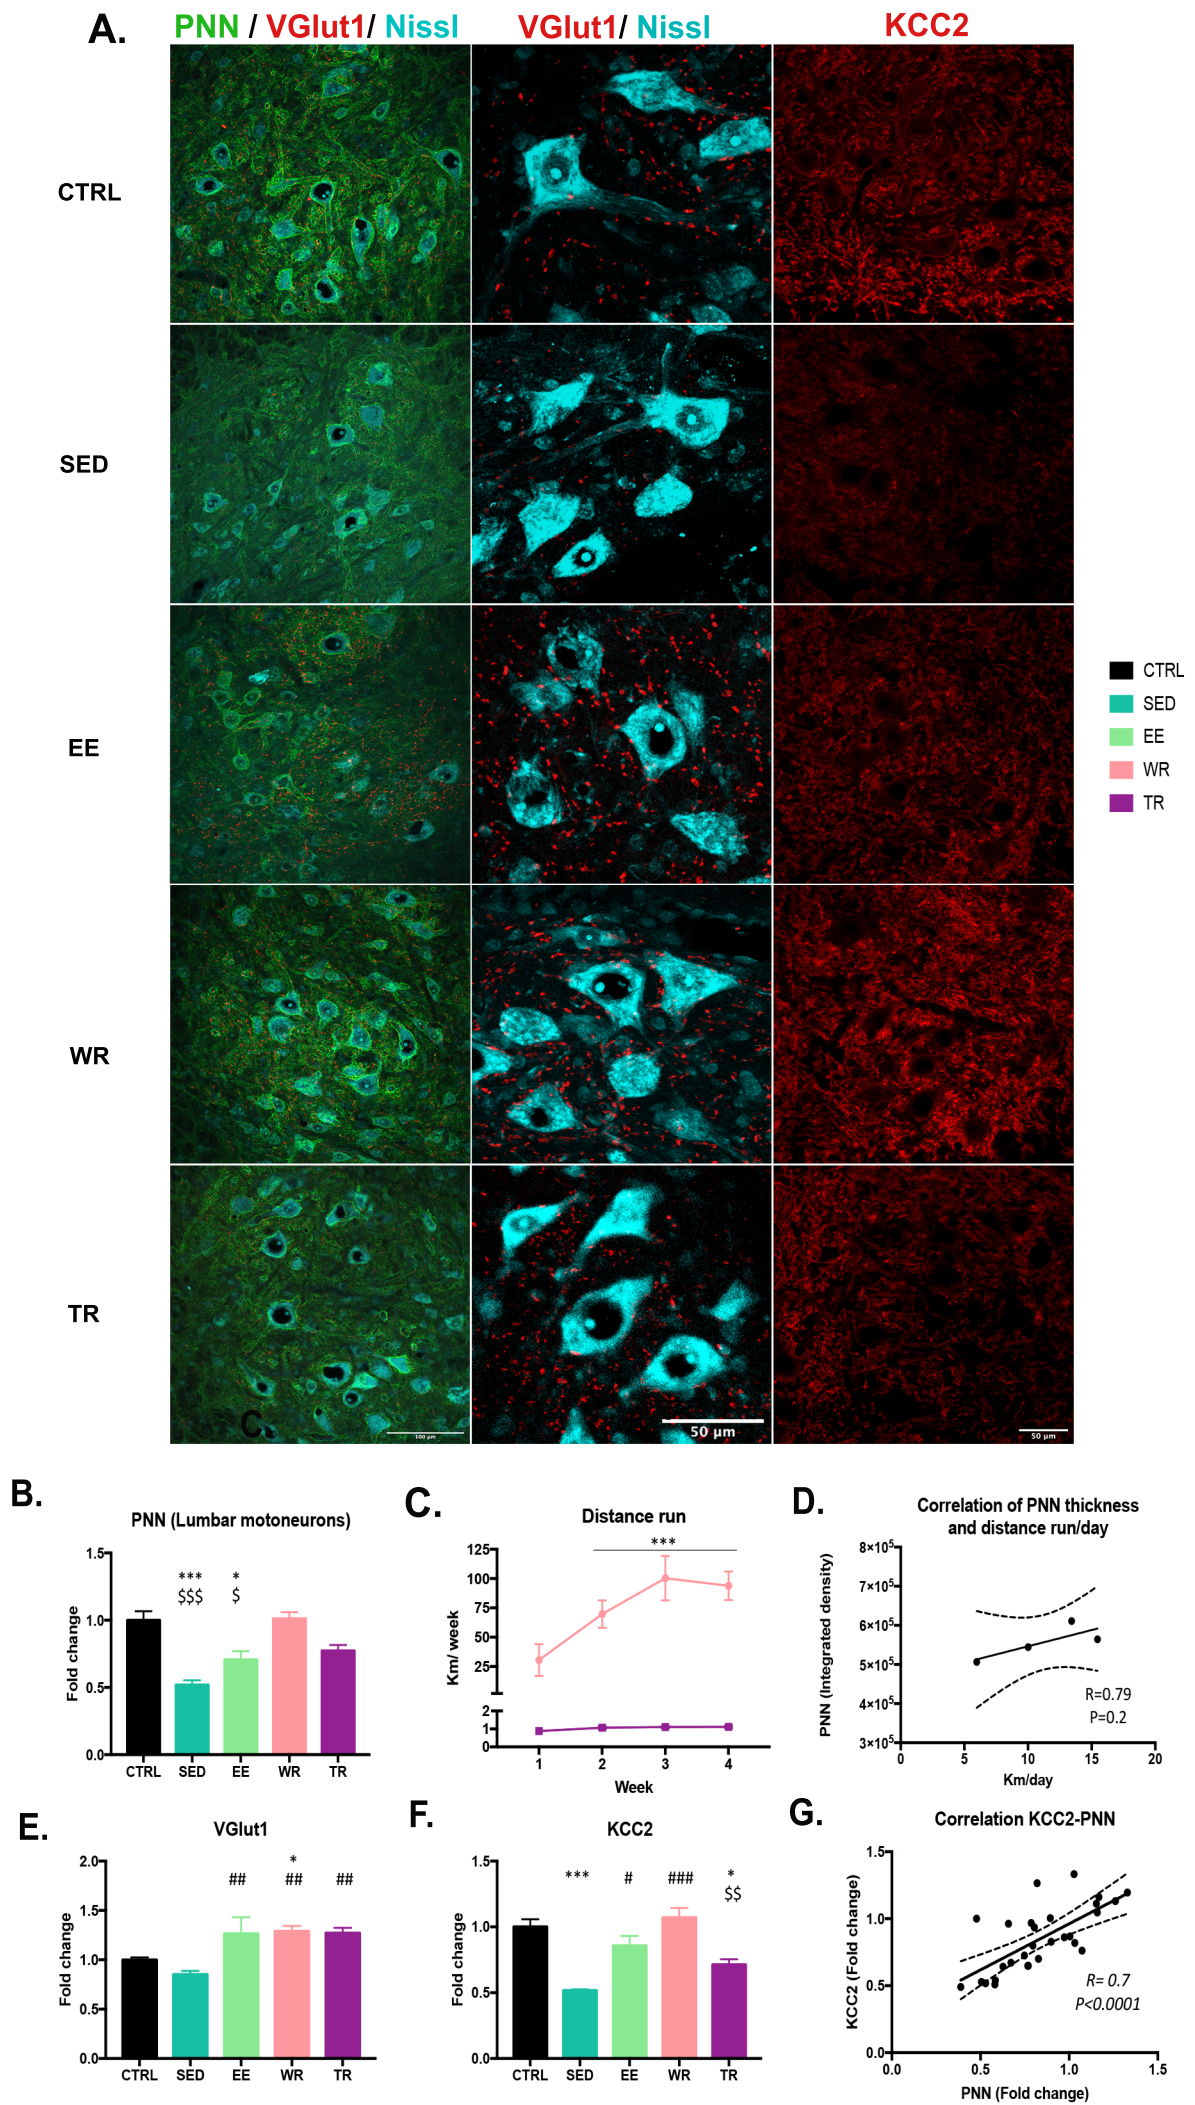 A.
PNN / VGlut1/ Nissl
VGlut1/ Nissl
KCC2
CTRL
SED
EE
WR
TR
C
100 µm
50 µm
50 µm
CTRL
SED
EE
WR
TR
B.
PNN (Lumbar motoneurons)
Fold change
1.5
1.0
0.5
0.0
***
$$$
*
$
CTRL SED EE WR TR
C.
Distance run
***
Km/ week
125
100
75
50
25
2
1
0
1 2 3 4
Week
D.
Correlation of PNN thickness
and distance run/day
PNN (Integrated density)
8×10⁵
7×10⁵
6×10⁵
5×10⁵
4×10⁵
3×10⁵
R=0.79
P=0.2
0 5 10 15 20
Km/day
E.
VGlut1
Fold change
2.0
1.5
1.0
0.5
0.0
##
*
##
##
CTRL SED EE WR TR
F.
KCC2
Fold change
1.5
1.0
0.5
0.0
***
#
###
*
$$
CTRL SED EE WR TR
G.
Correlation KCC2-PNN
KCC2 (Fold change)
1.5
1.0
0.5
0.0
R= 0.7
P<0.0001
0.0 0.5 1.0 1.5
PNN (Fold change)